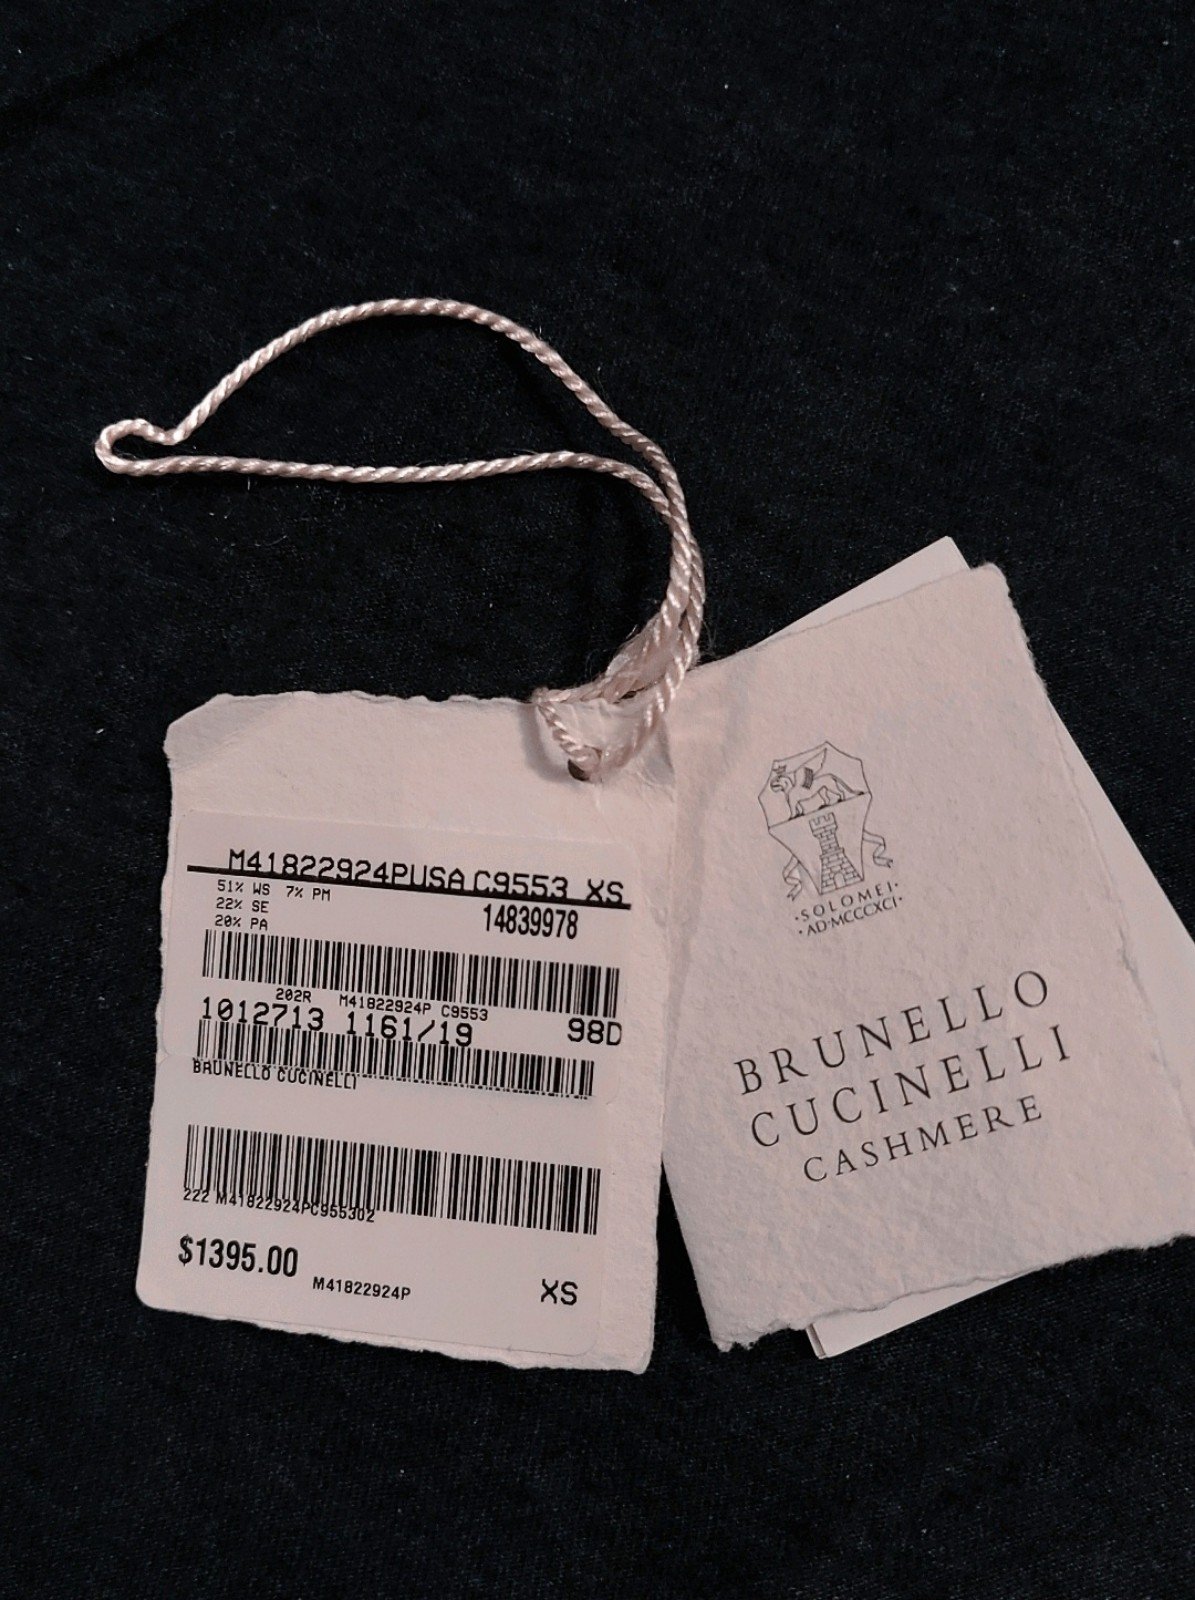 M41822924PUSA C9553 XS
51% WS 7% PM
22% SE
20% PA
14839978
202R M41822924P C9553
1012713 1161/19 98D
BRUNELLO CUCINELLI
222 M41822924PC955302
$1395.00
M41822924P
XS
·SOLOMEI·
·AD·MCCCXCI·
BRUNELLO
CUCINELLI
CASHMERE